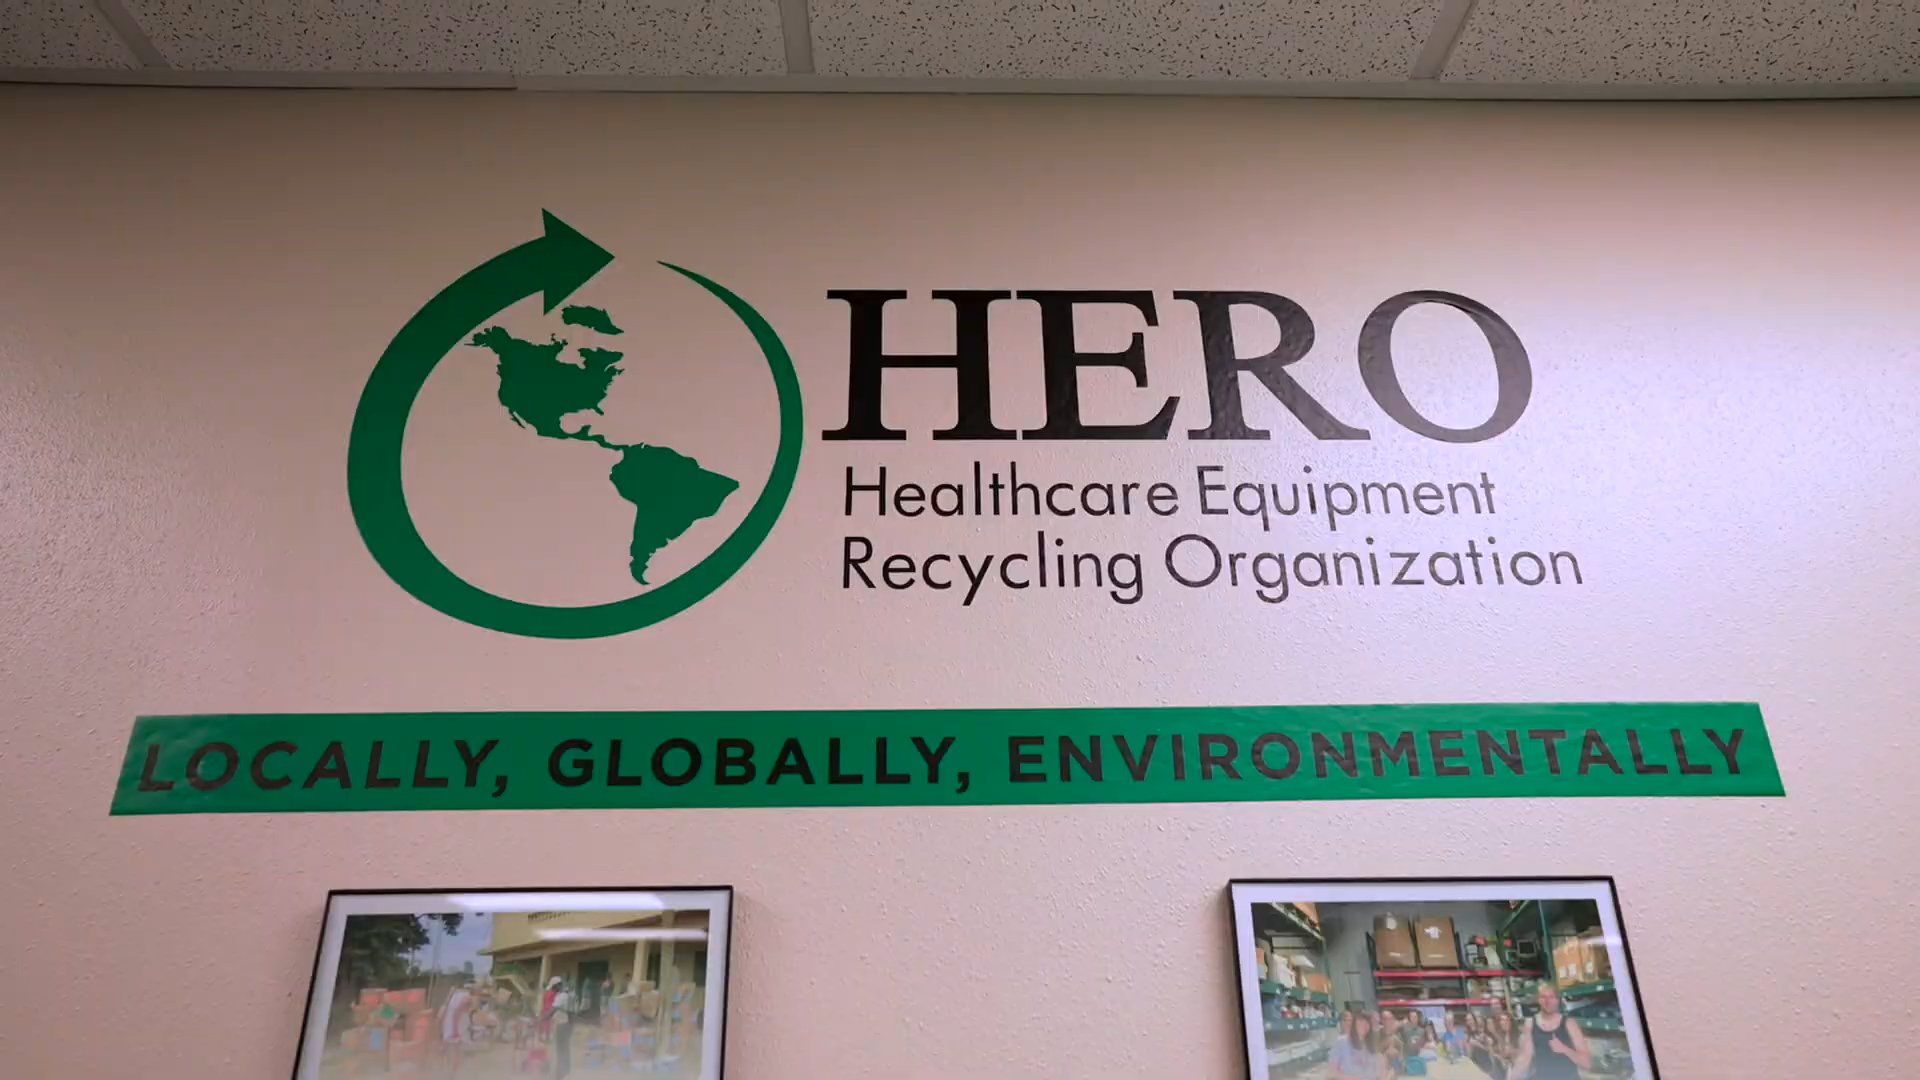 HERO
Healthcare Equipment
Recycling Organization
LOCALLY, GLOBALLY, ENVIRONMENTALLY